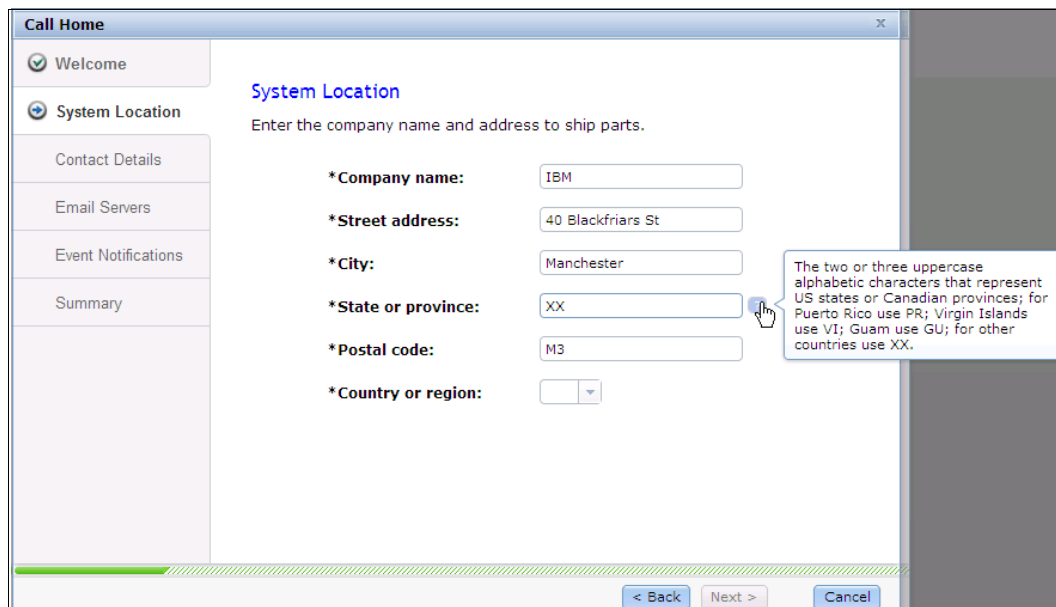 Call Home
x
Welcome
System Location
Contact Details
Email Servers
Event Notifications
Summary
System Location
Enter the company name and address to ship parts.
*Company name: IBM
*Street address: 40 Blackfriars St
*City: Manchester
*State or province: XX
*Postal code: M3
*Country or region:
The two or three uppercase
alphabetic characters that represent
US states or Canadian provinces; for
Puerto Rico use PR; Virgin Islands
use VI; Guam use GU; for other
countries use XX.
< Back Next > Cancel